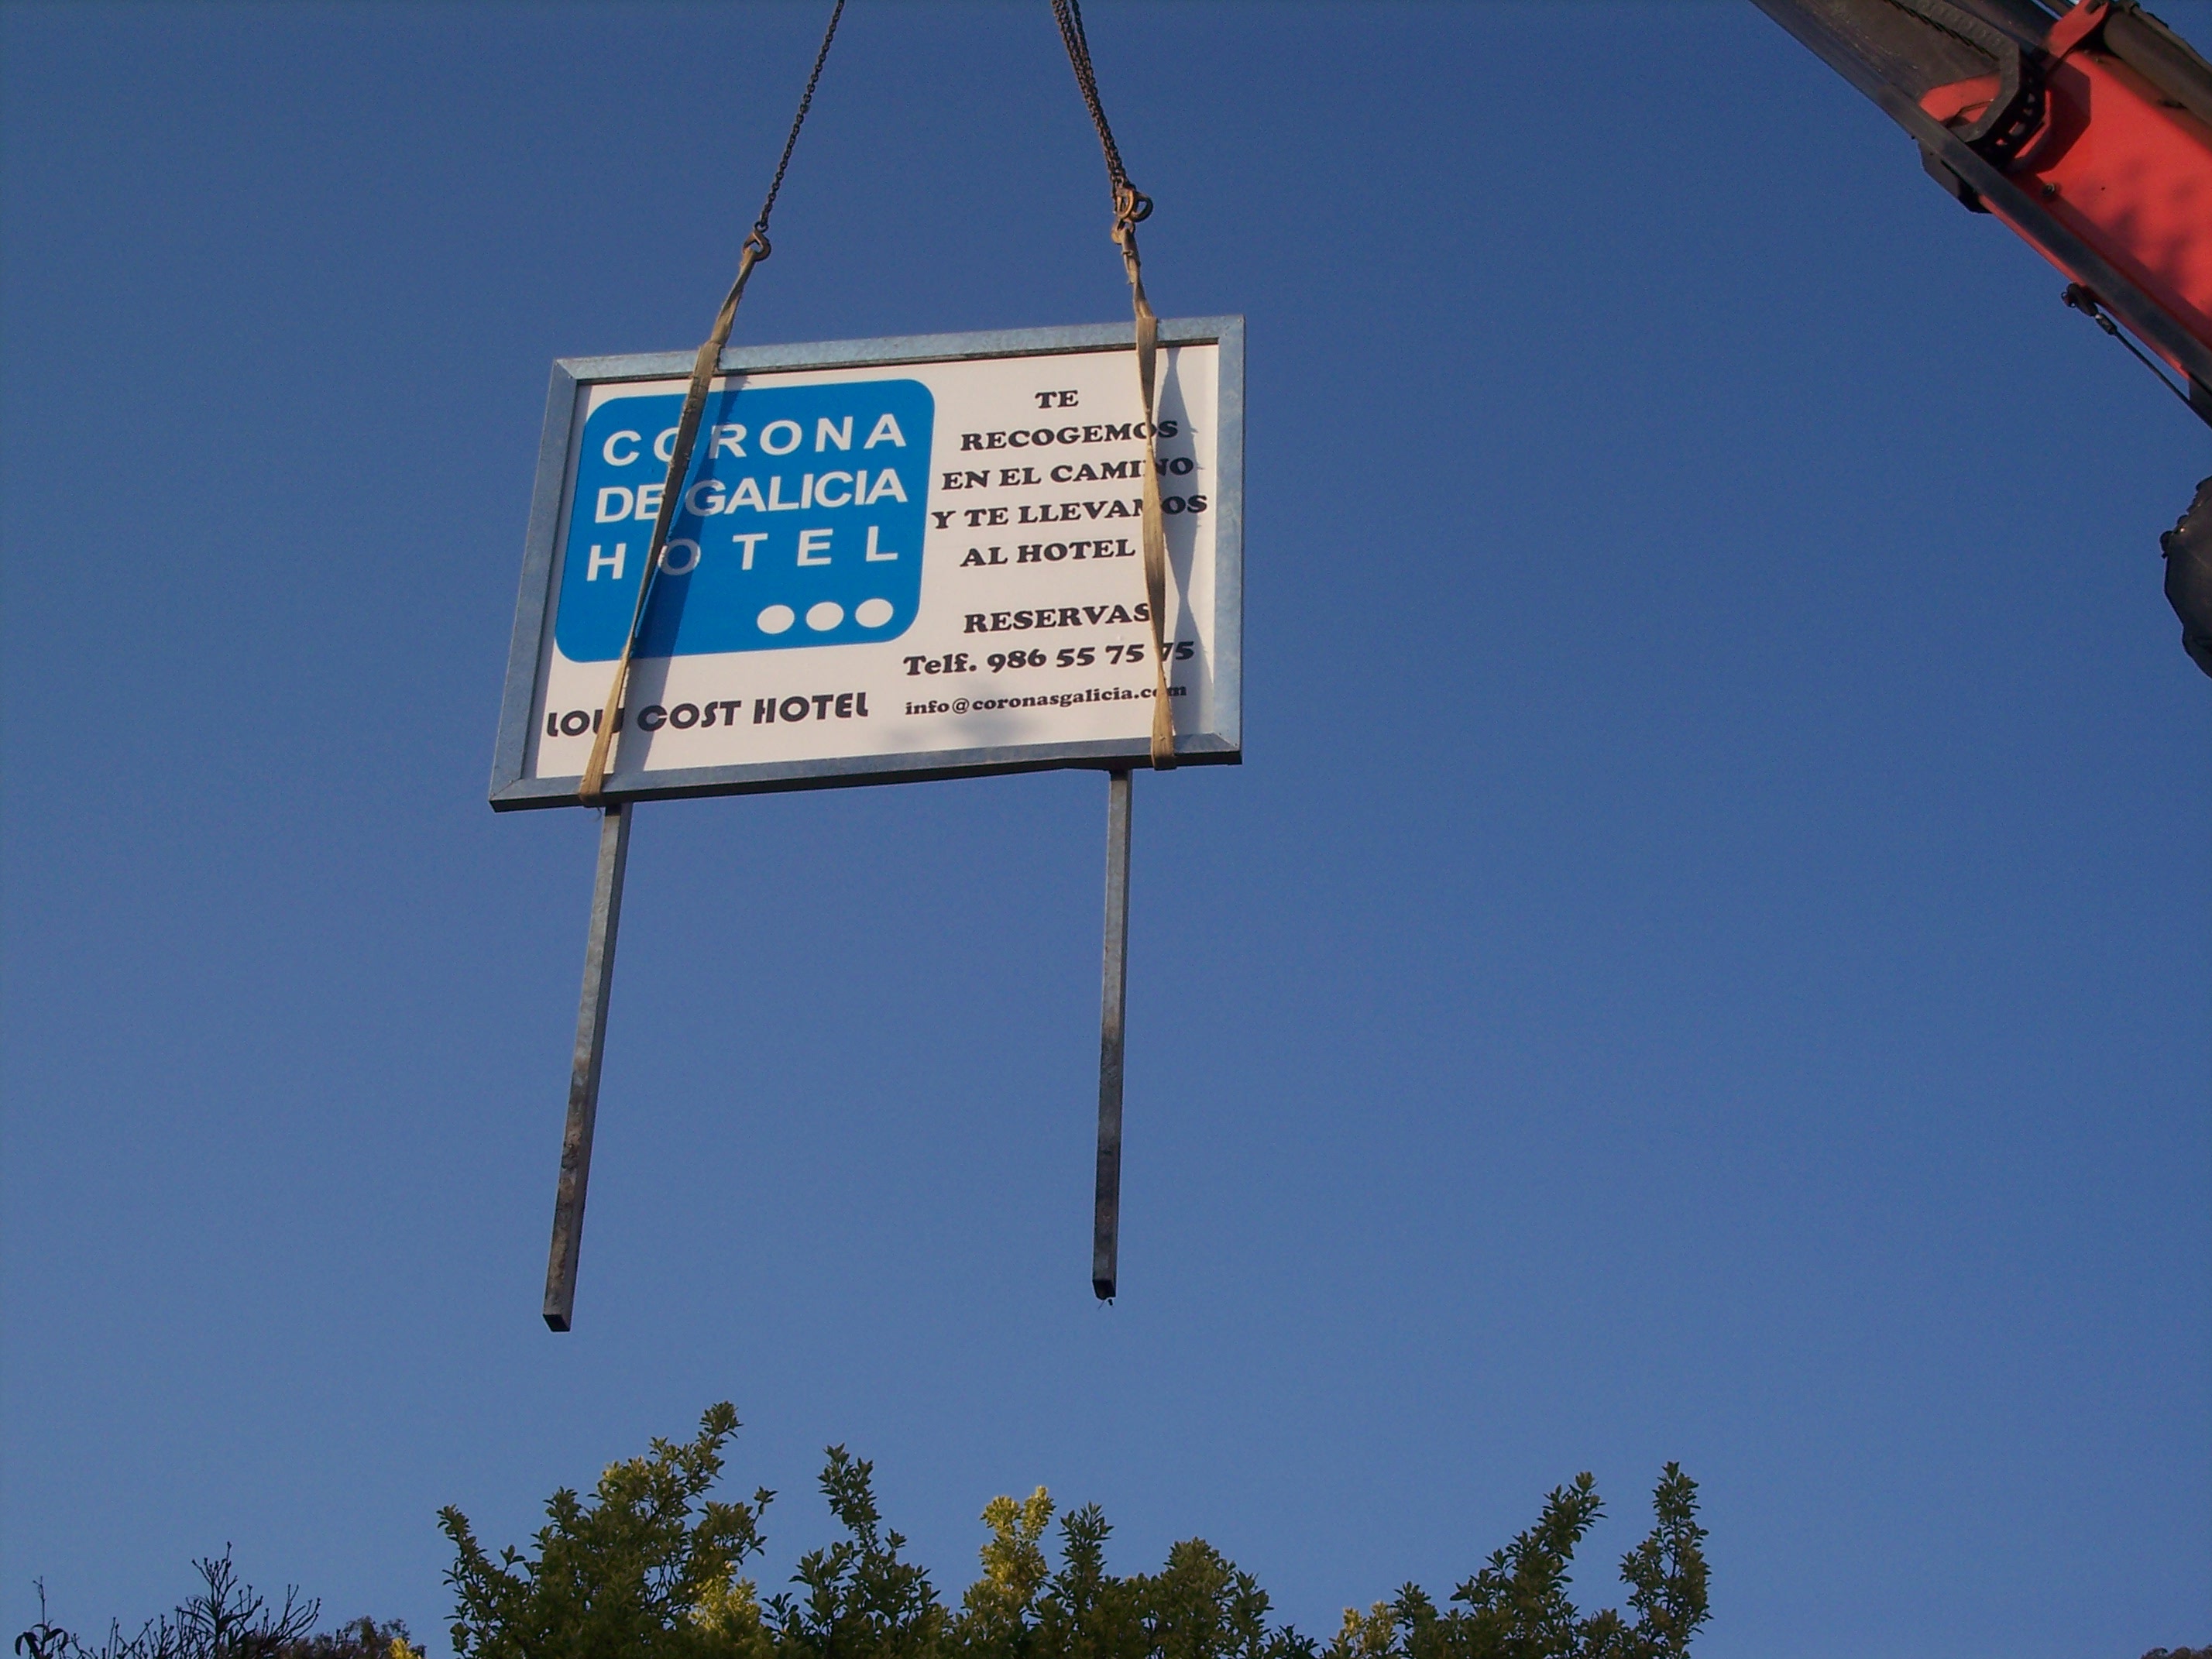 CORONA
DE GALICIA
HOTEL
LOW COST HOTEL
TE
RECOGEMOS
EN EL CAMINO
Y TE LLEVAMOS
AL HOTEL
RESERVAS
Telf. 986 55 75 75
info@coronasgalicia.com